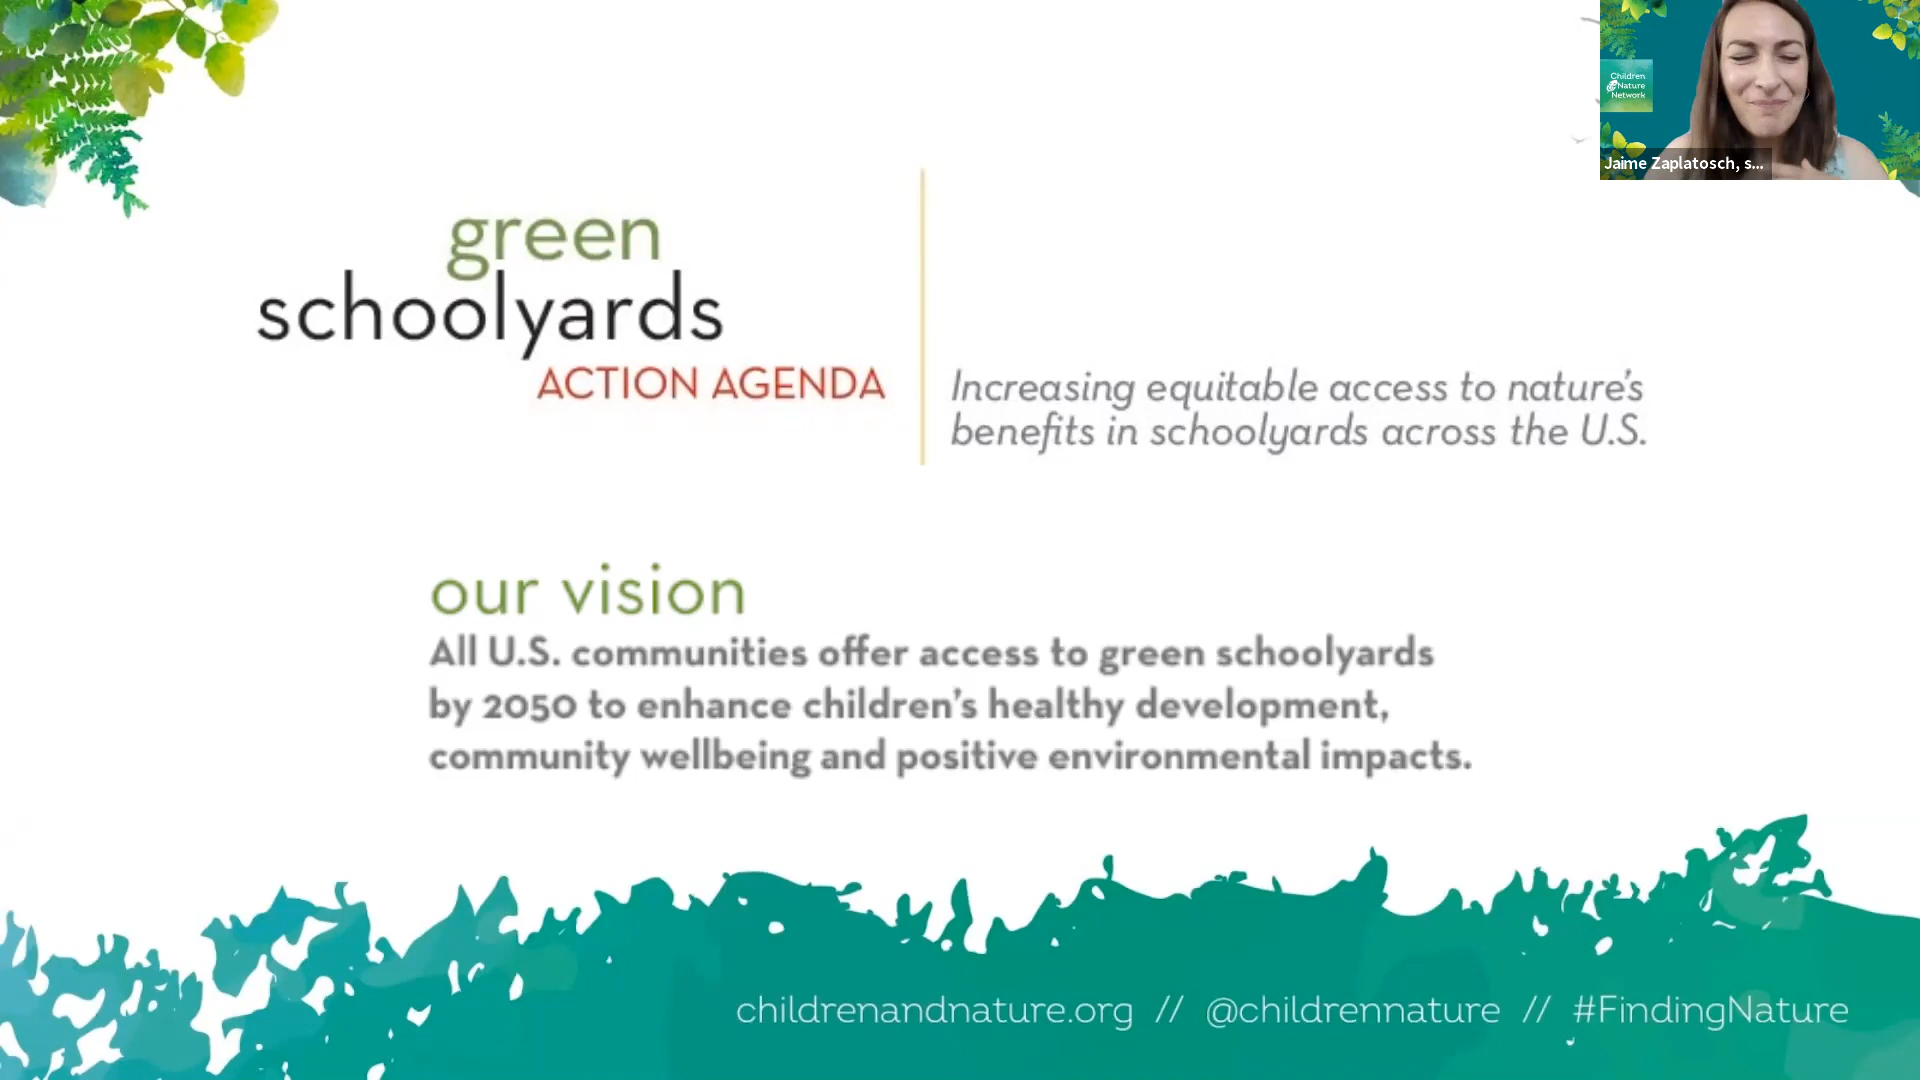 Children
& Nature
Network
Jaime Zaplatosch, s...
green
schoolyards
ACTION AGENDA
Increasing equitable access to nature's
benefits in schoolyards across the U.S.
our vision
All U.S. communities offer access to green schoolyards
by 2050 to enhance children's healthy development,
community wellbeing and positive environmental impacts.
childrenandnature.org // @childrennature // #FindingNature